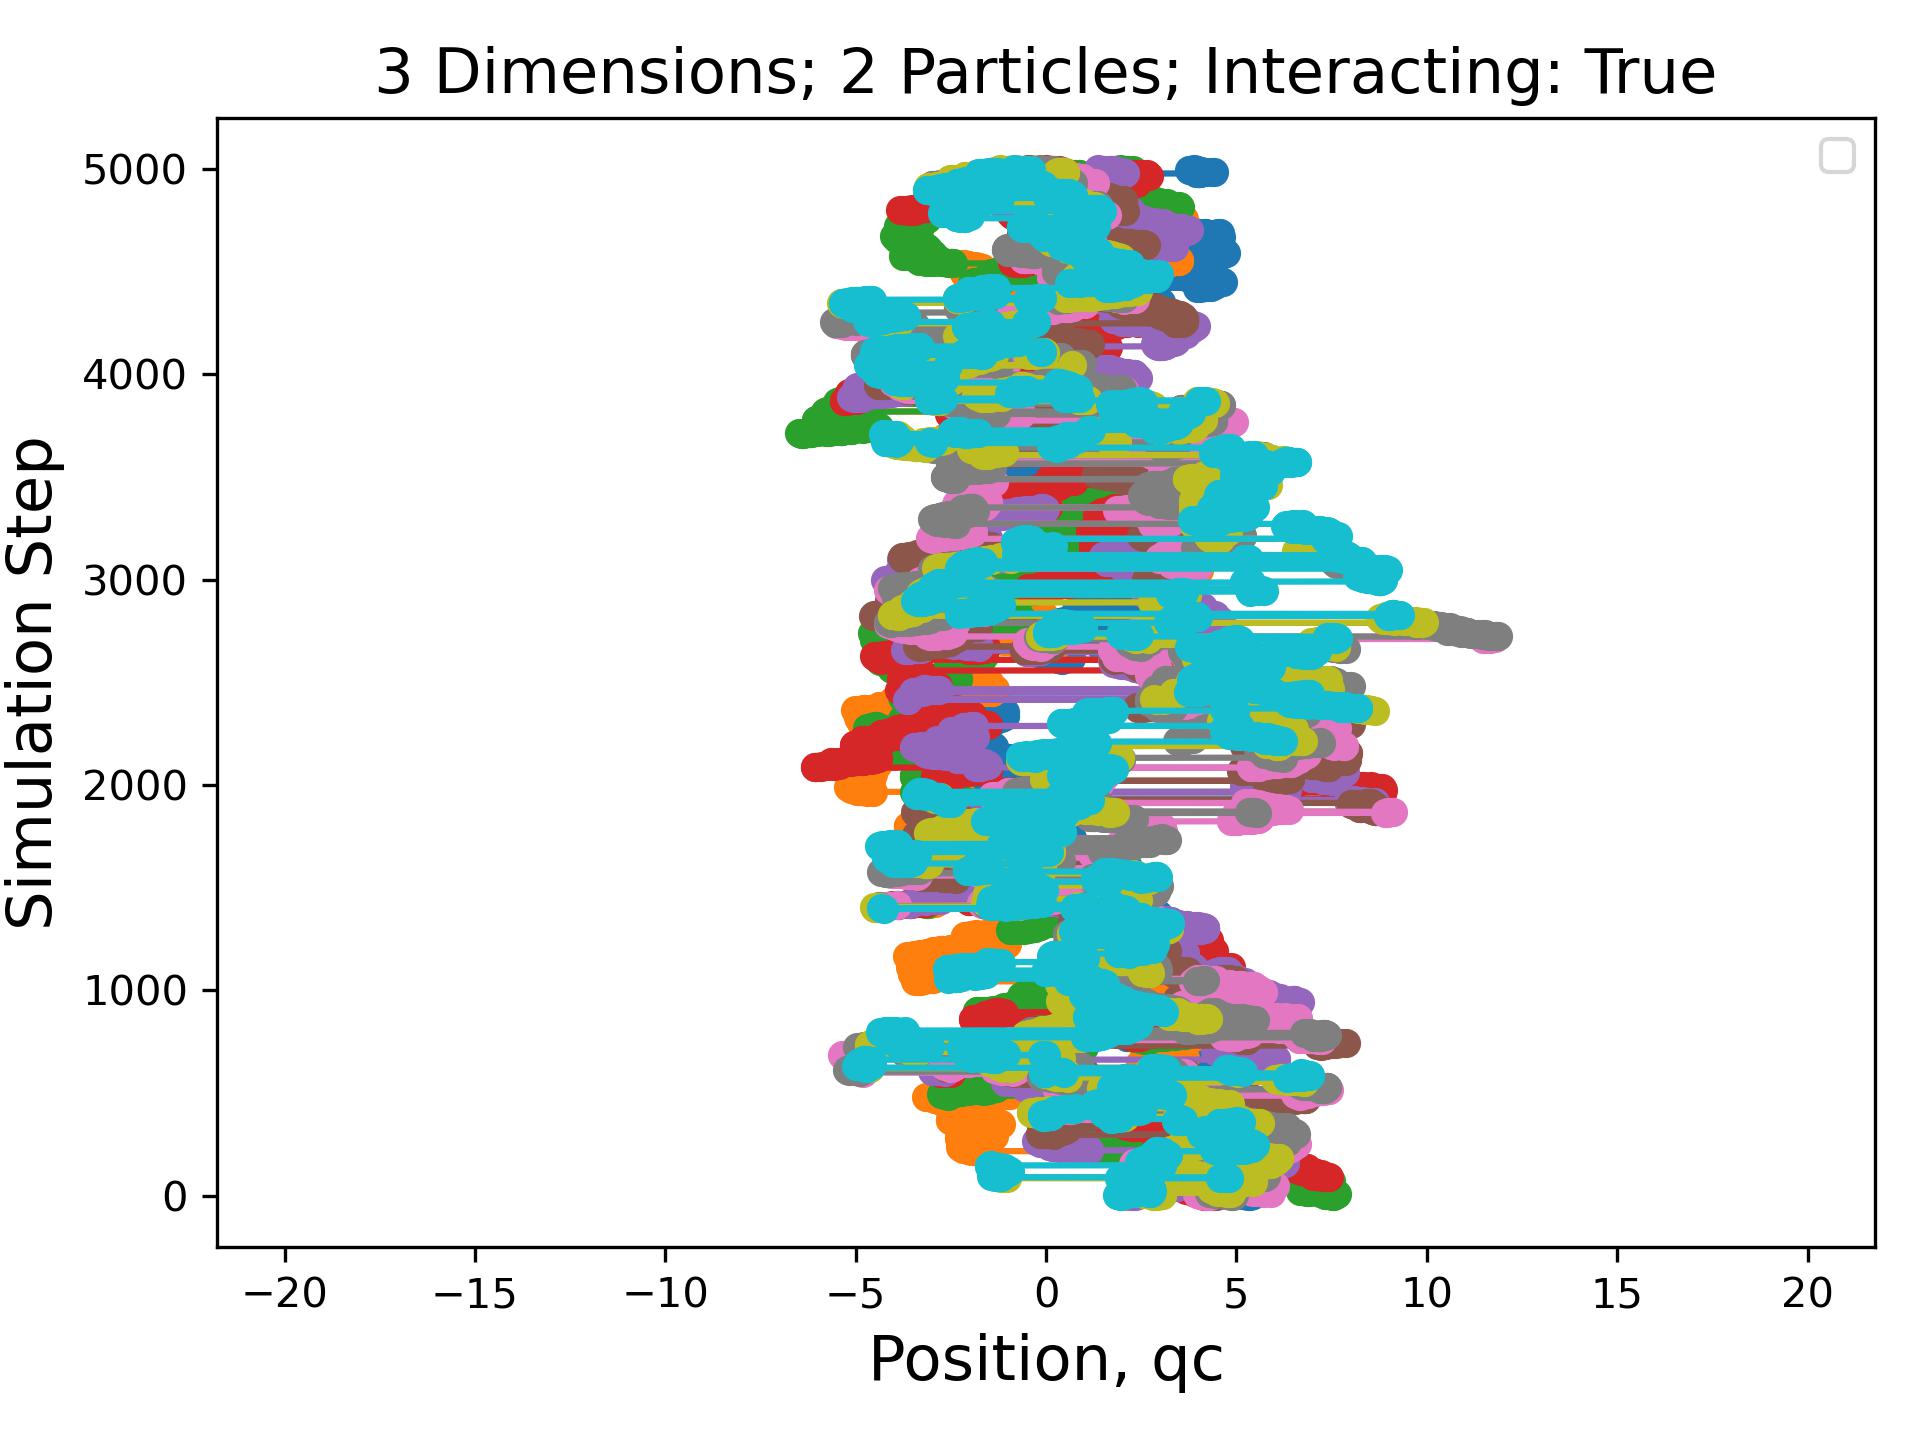 3 Dimensions; 2 Particles; Interacting: True
Simulation Step
5000
4000
3000
2000
1000
0
−20 −15 −10 −5 0 5 10 15 20
Position, qc